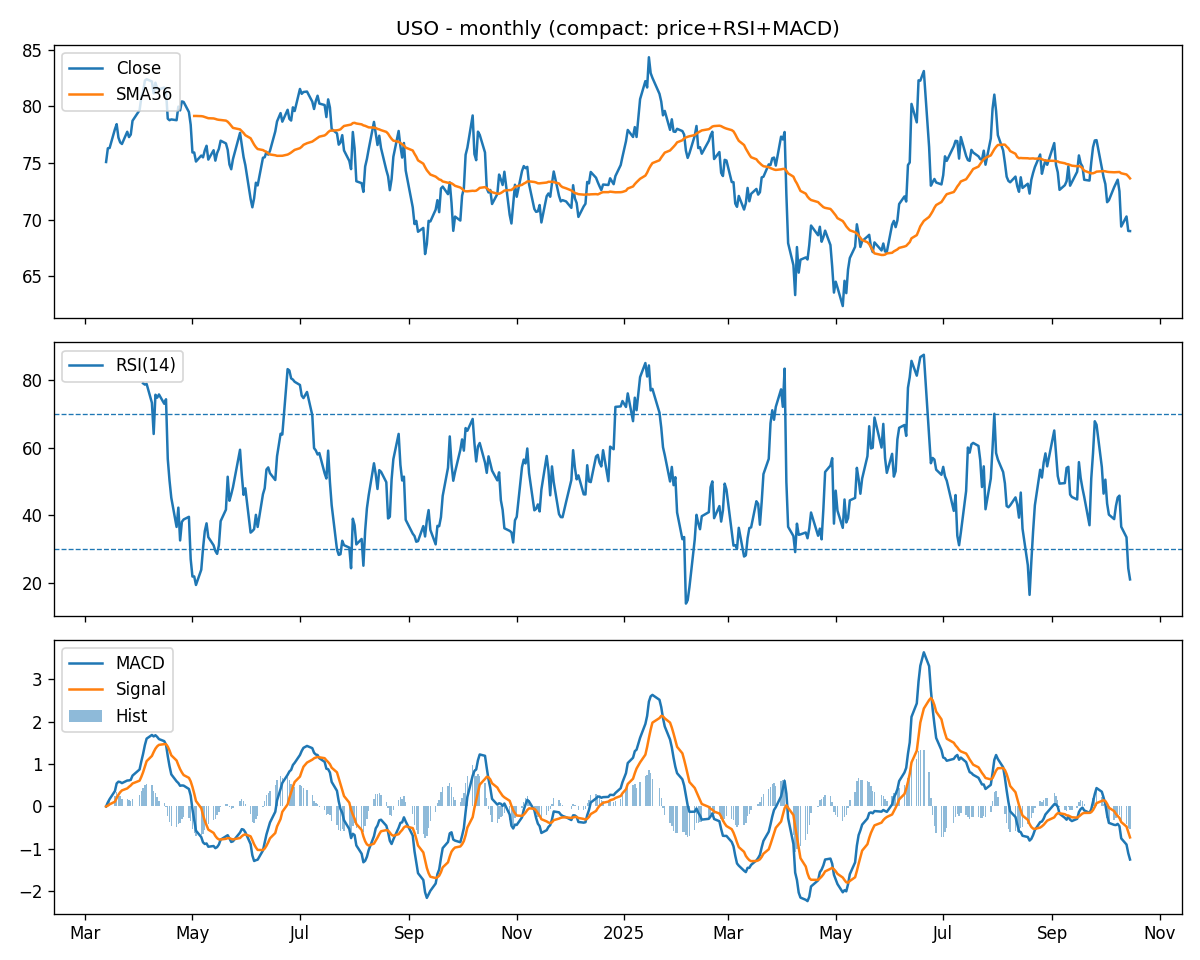 USO - monthly (compact: price+RSI+MACD)
85
80
75
70
65
Close
SMA36
80
60
40
20
RSI(14)
3
2
1
0
−1
−2
MACD
Signal
Hist
Mar May Jul Sep Nov 2025 Mar May Jul Sep Nov